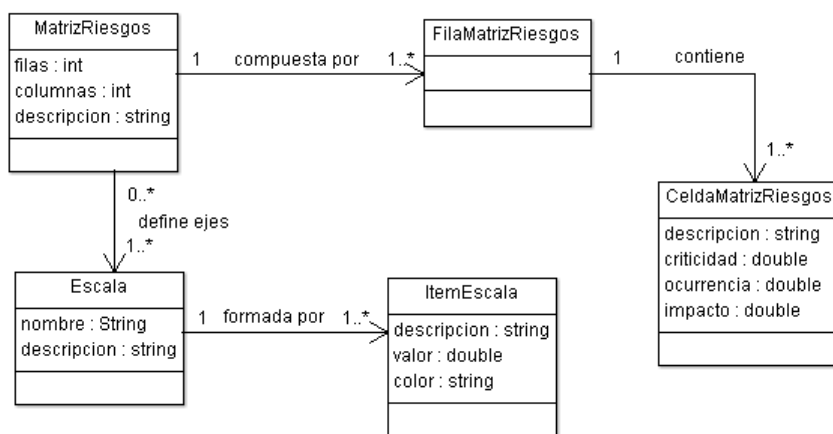 MatrizRiesgos
filas : int
columnas : int
descripcion : string
1 compuesta por 1..*
FilaMatrizRiesgos
1 contiene
1..*
CeldaMatrizRiesgos
descripcion : string
criticidad : double
ocurrencia : double
impacto : double
0..*
define ejes
1..*
Escala
nombre : String
descripcion : string
1 formada por 1..*
ItemEscala
descripcion : string
valor : double
color : string